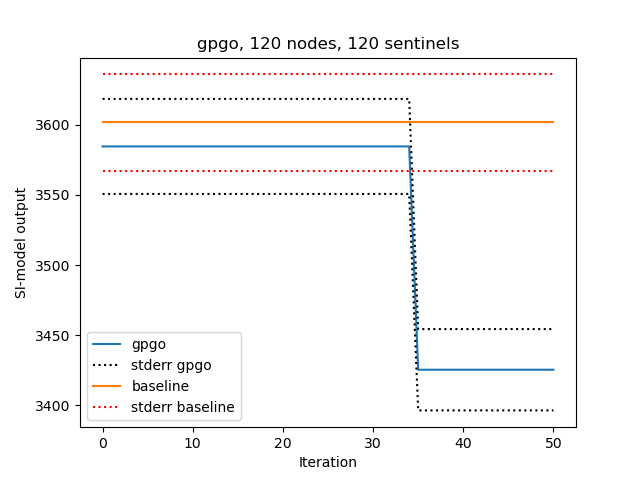 gpgo, 120 nodes, 120 sentinels
SI-model output
3600
3550
3500
3450
3400
gpgo
stderr gpgo
baseline
stderr baseline
0
10
20
30
40
50
Iteration